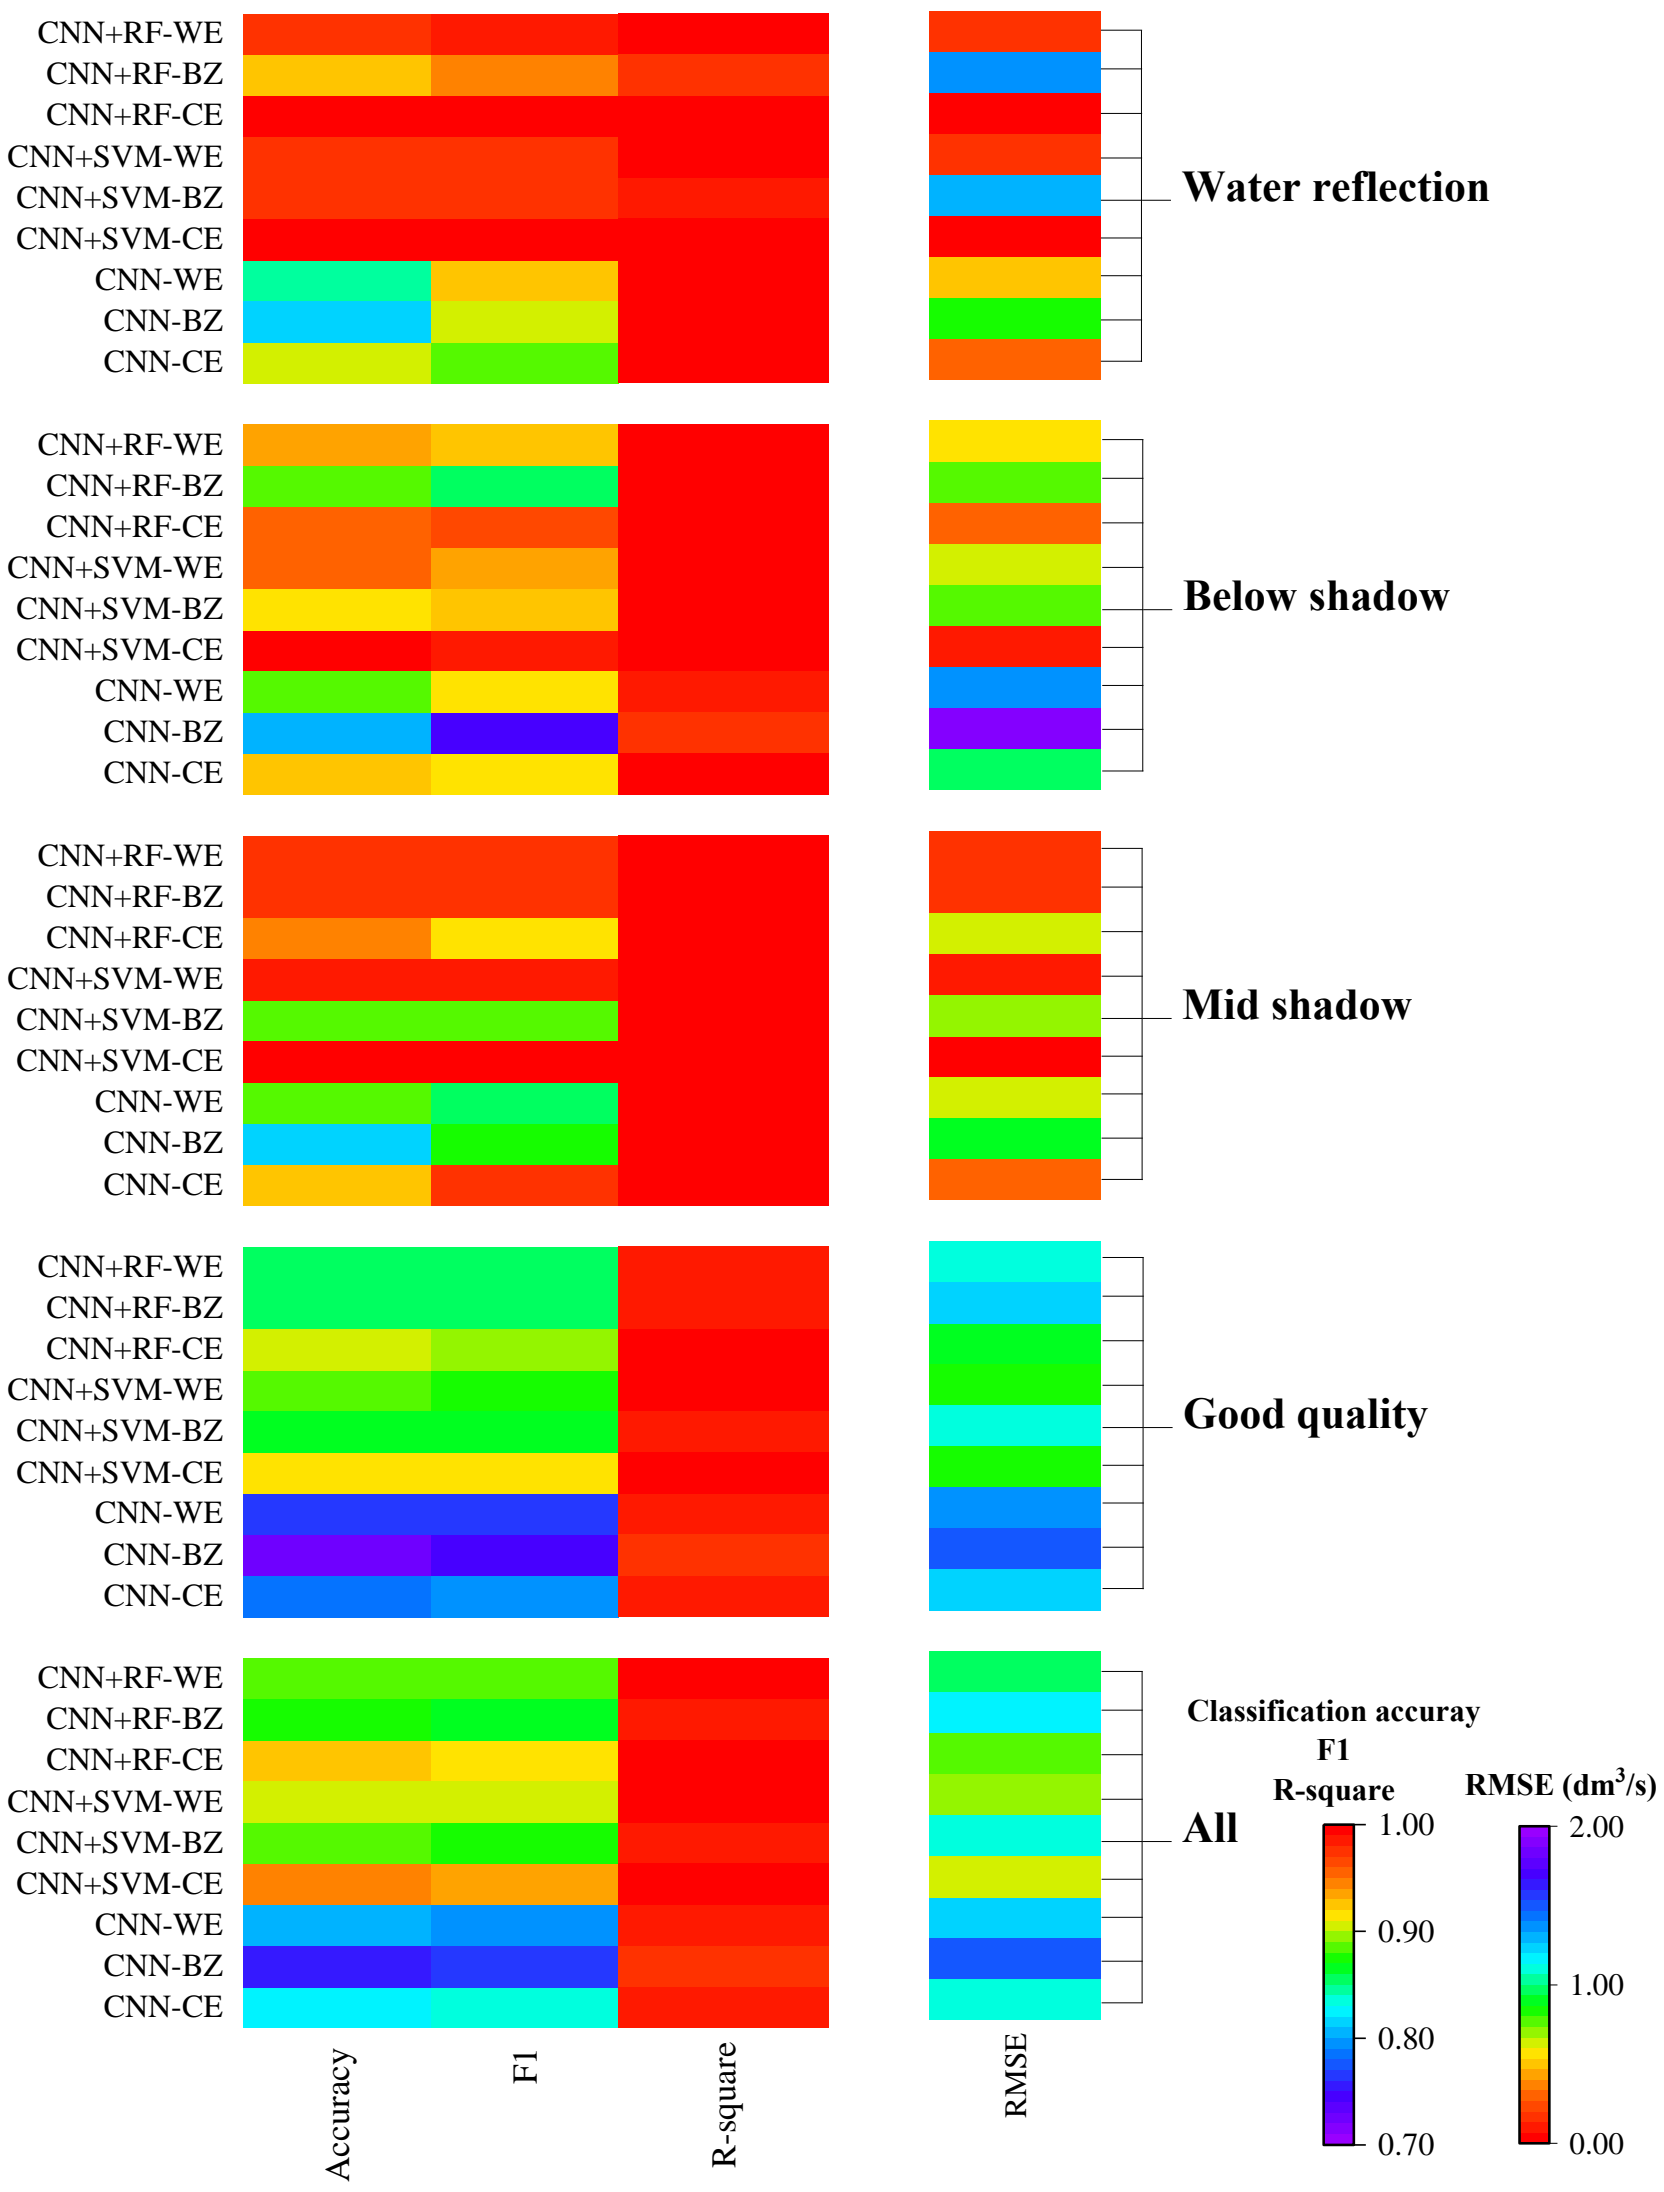 CNN+RF-WE
CNN+RF-BZ
CNN+RF-CE
CNN+SVM-WE
CNN+SVM-BZ
CNN+SVM-CE
CNN-WE
CNN-BZ
CNN-CE
Water reflection
CNN+RF-WE
CNN+RF-BZ
CNN+RF-CE
CNN+SVM-WE
CNN+SVM-BZ
CNN+SVM-CE
CNN-WE
CNN-BZ
CNN-CE
Below shadow
CNN+RF-WE
CNN+RF-BZ
CNN+RF-CE
CNN+SVM-WE
CNN+SVM-BZ
CNN+SVM-CE
CNN-WE
CNN-BZ
CNN-CE
Mid shadow
CNN+RF-WE
CNN+RF-BZ
CNN+RF-CE
CNN+SVM-WE
CNN+SVM-BZ
CNN+SVM-CE
CNN-WE
CNN-BZ
CNN-CE
Good quality
CNN+RF-WE
CNN+RF-BZ
CNN+RF-CE
CNN+SVM-WE
CNN+SVM-BZ
CNN+SVM-CE
CNN-WE
CNN-BZ
CNN-CE
All
Accuracy
F1
R-square
RMSE
Classification accuray
F1
R-square
1.00
0.90
0.80
0.70
RMSE (dm³/s)
2.00
1.00
0.00